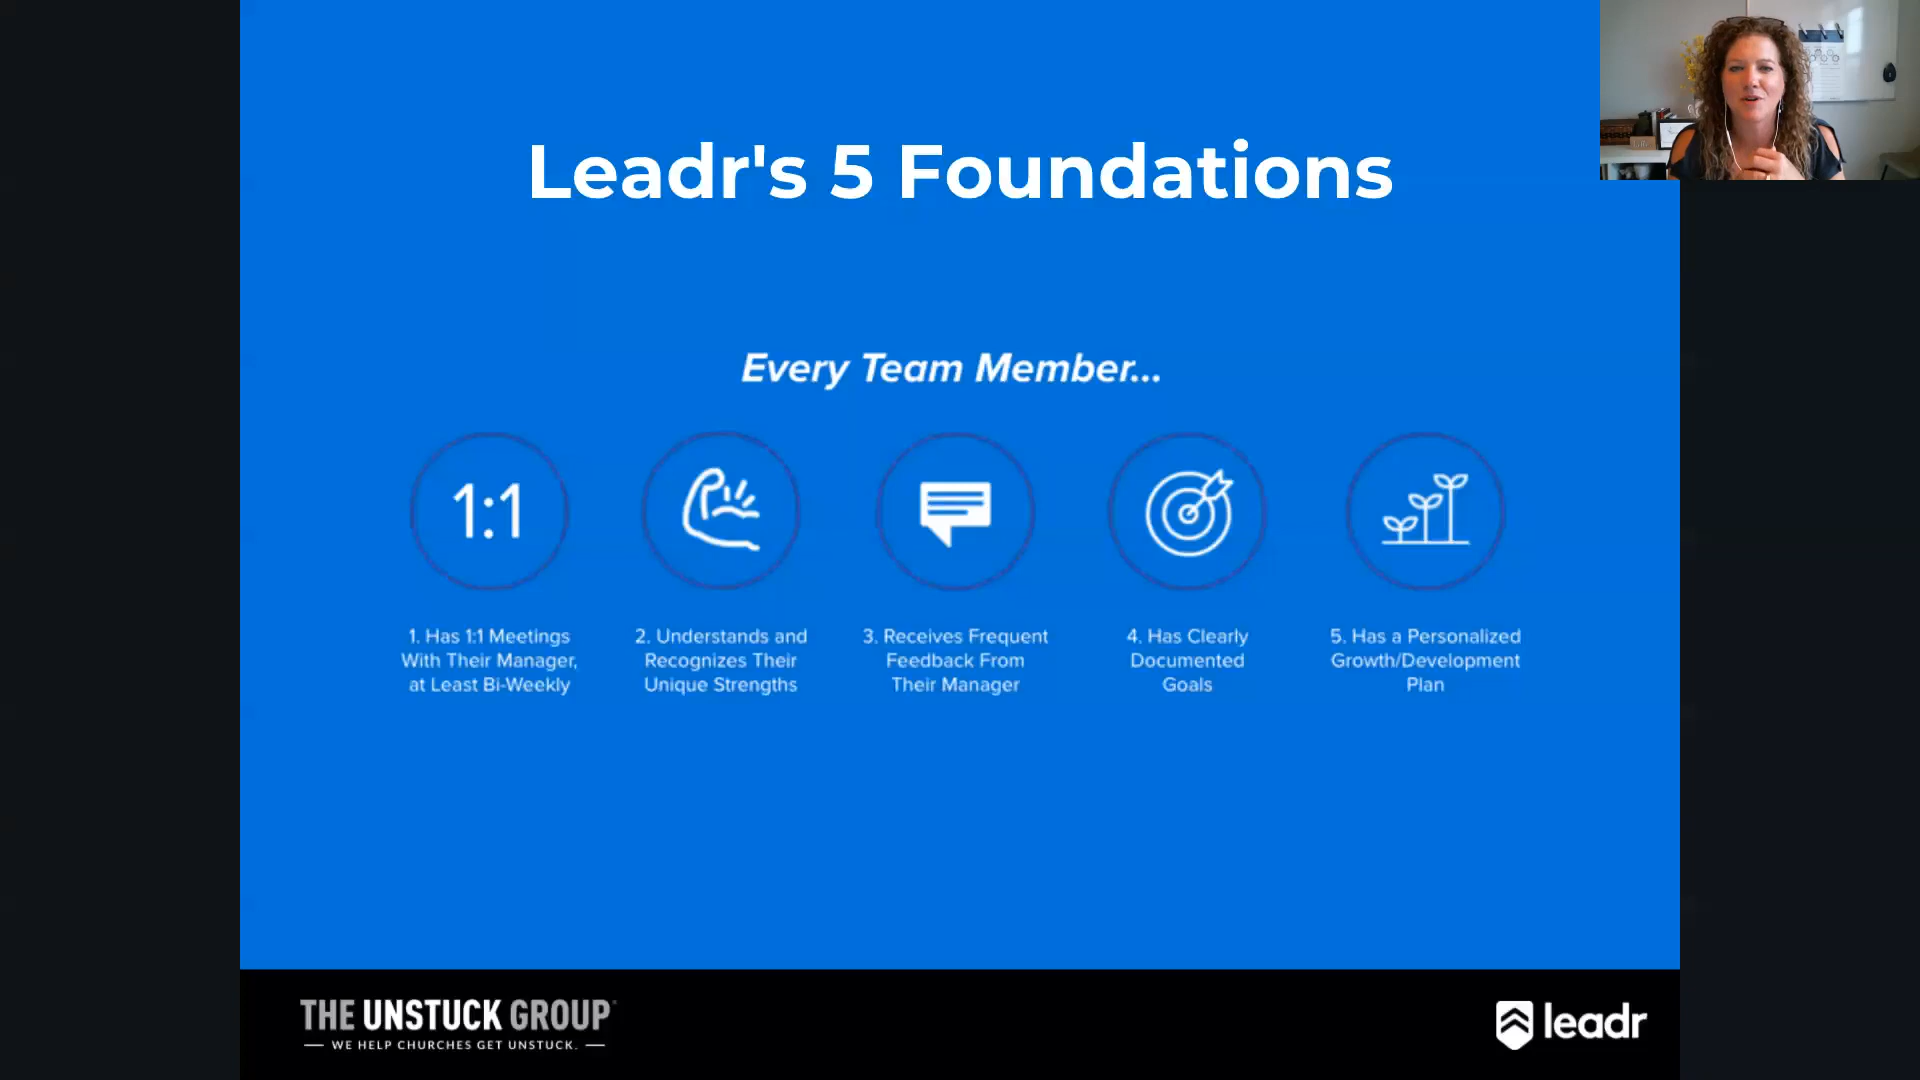 Leadr's 5 Foundations
Every Team Member...
1:1
1. Has 1:1 Meetings
With Their Manager,
at Least Bi-Weekly
2. Understands and
Recognizes Their
Unique Strengths
3. Receives Frequent
Feedback From
Their Manager
4. Has Clearly
Documented
Goals
5. Has a Personalized
Growth/Development
Plan
THE UNSTUCK GROUP
WE HELP CHURCHES GET UNSTUCK.
leadr